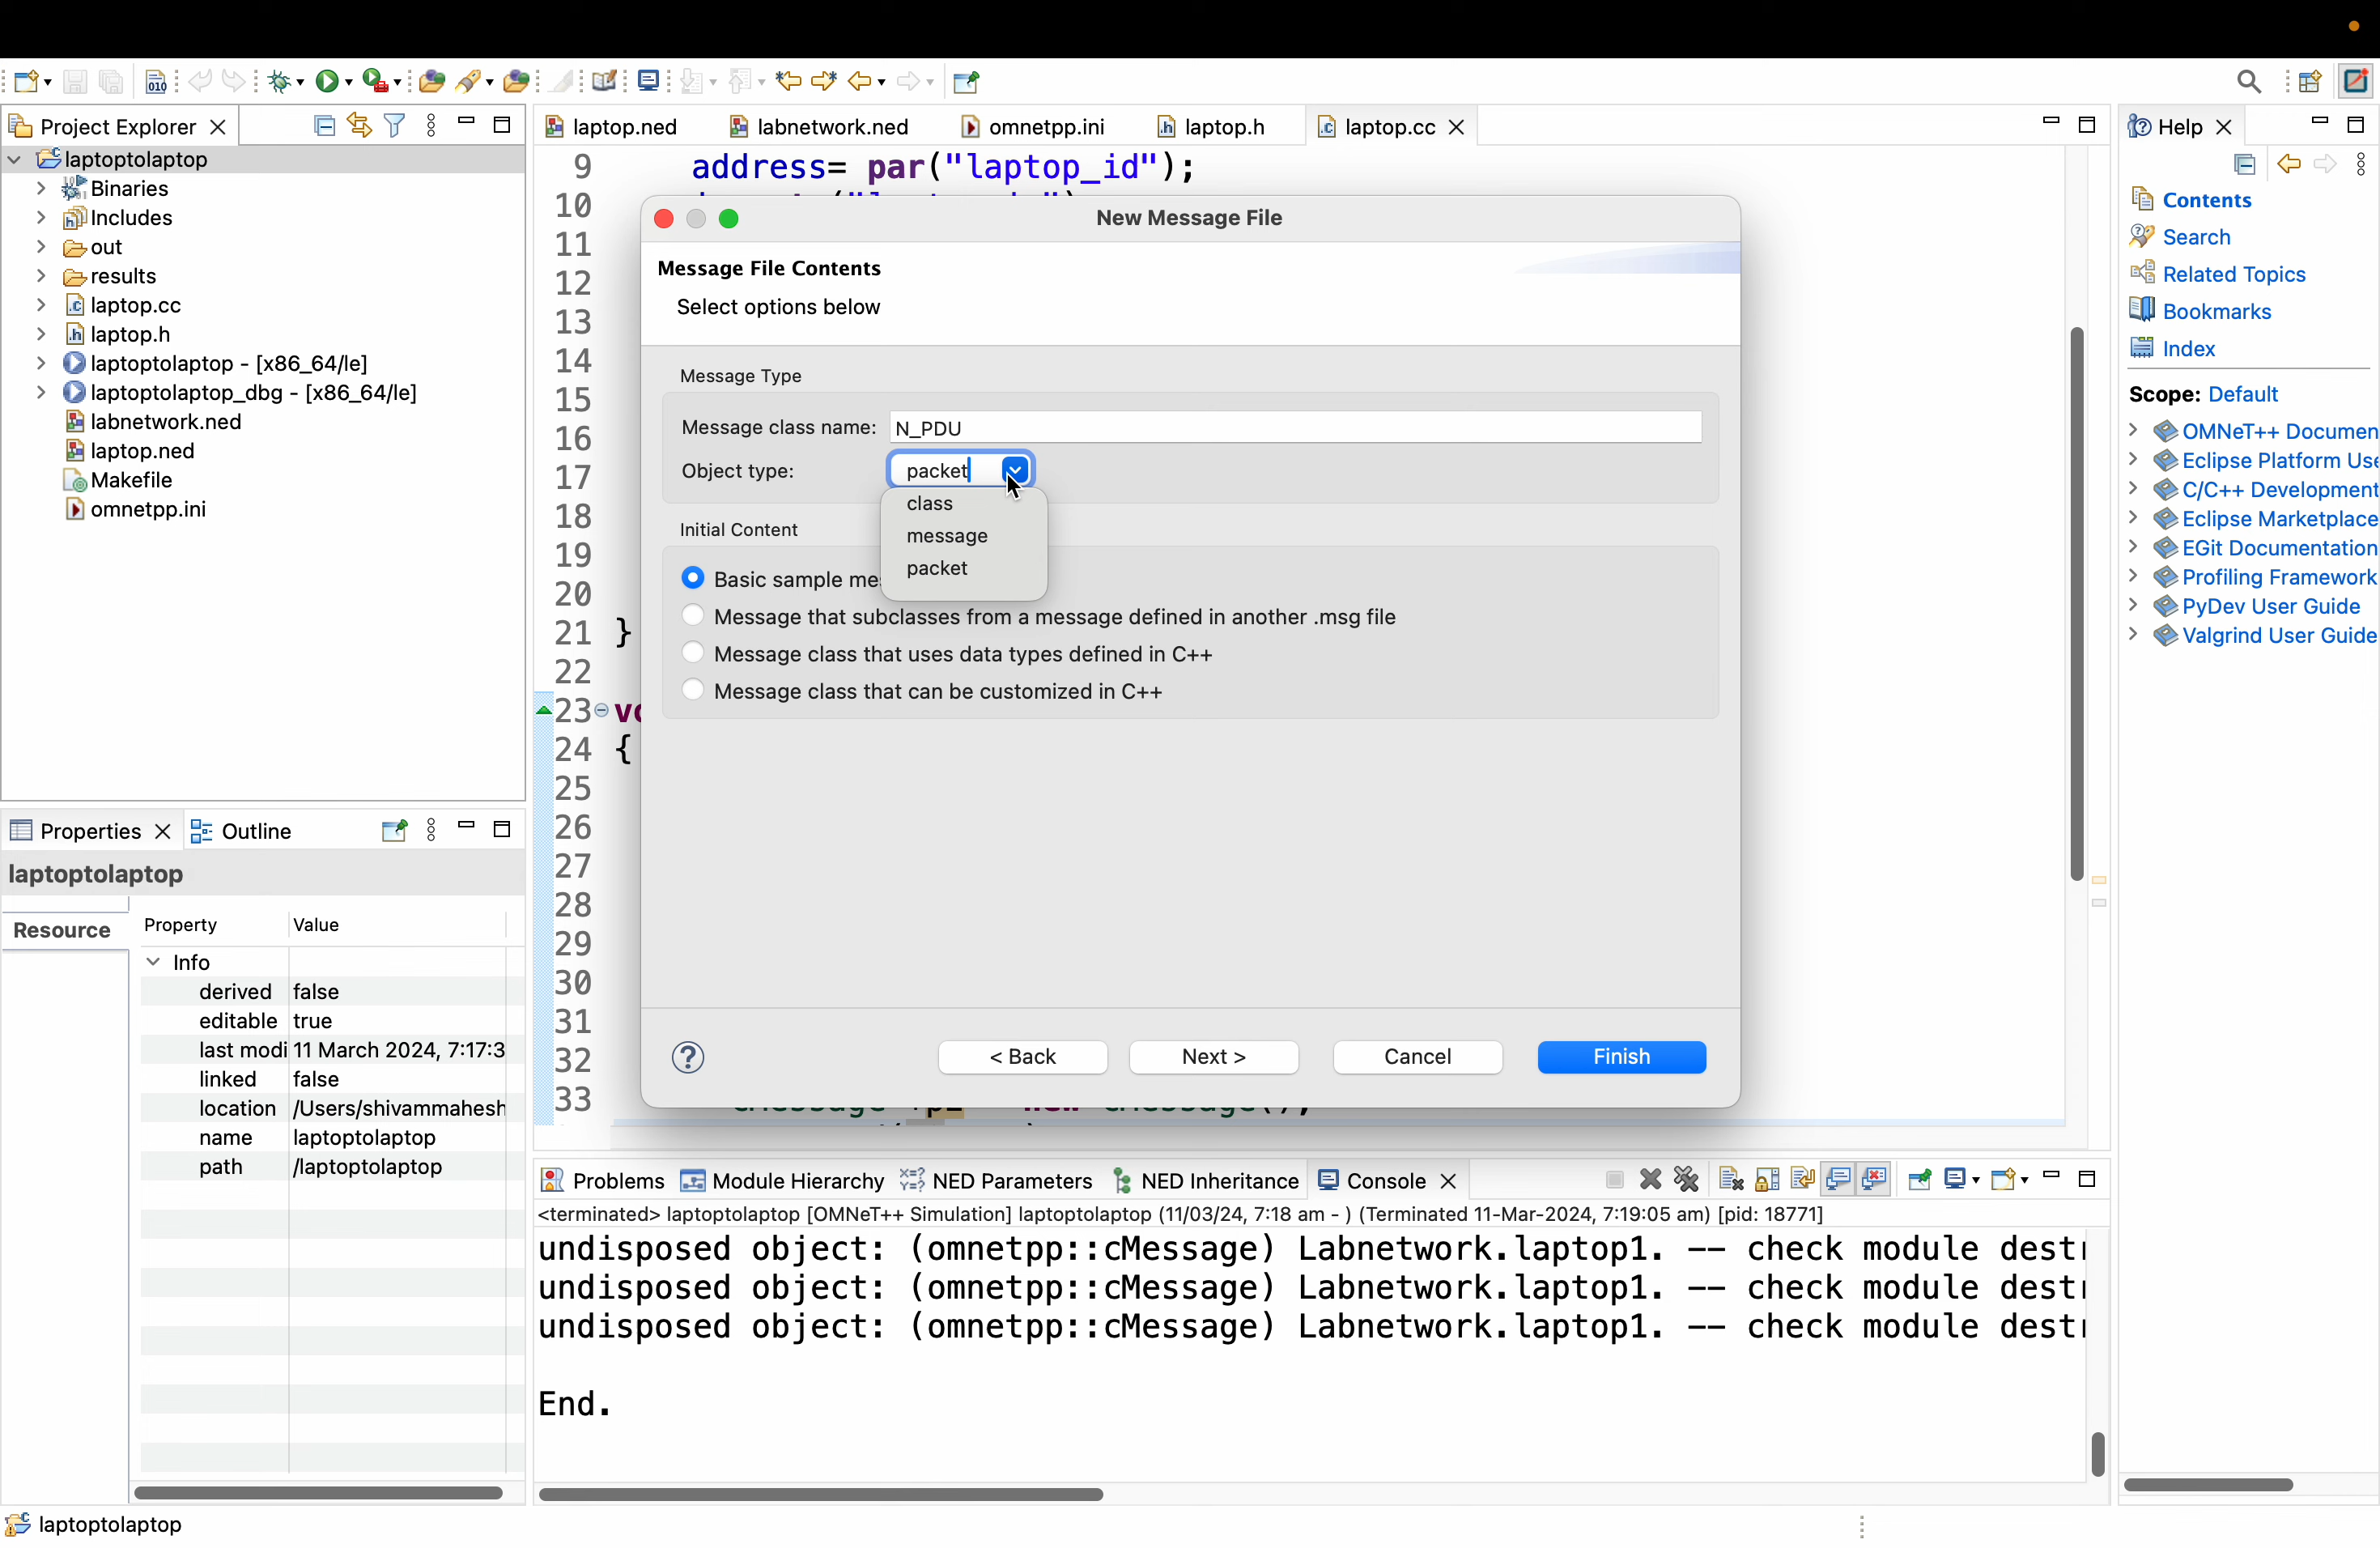 Project Explorer
laptoptolaptop
Binaries
Includes
out
results
laptop.cc
laptop.h
laptoptolaptop - [x86_64/le]
laptoptolaptop_dbg - [x86_64/le]
labnetwork.ned
laptop.ned
Makefile
omnetpp.ini
Properties
Outline
laptoptolaptop
Resource
Property Value
Info
derived false
editable true
last modi 11 March 2024, 7:17:3
linked false
location /Users/shivammahesh
name laptoptolaptop
path /laptoptolaptop
laptoptolaptop
laptop.ned labnetwork.ned omnetpp.ini laptop.h laptop.cc
9 address= par("laptop_id");
10
11
12
13
14
15
16
17
18
19
20
21 }
22
23 vo
24 {
25
26
27
28
29
30
31
32
33
New Message File
Message File Contents
Select options below
Message Type
Message class name: N_PDU
Object type: packet
class
message
packet
Initial Content
Basic sample mes
Message that subclasses from a message defined in another .msg file
Message class that uses data types defined in C++
Message class that can be customized in C++
?
< Back
Next >
Cancel
Finish
Problems Module Hierarchy NED Parameters NED Inheritance Console
<terminated> laptoptolaptop [OMNeT++ Simulation] laptoptolaptop (11/03/24, 7:18 am - ) (Terminated 11-Mar-2024, 7:19:05 am) [pid: 18771]
undisposed object: (omnetpp::cMessage) Labnetwork.laptop1. -- check module destr
undisposed object: (omnetpp::cMessage) Labnetwork.laptop1. -- check module destr
undisposed object: (omnetpp::cMessage) Labnetwork.laptop1. -- check module destr
End.
Help
Contents
Search
Related Topics
Bookmarks
Index
Scope: Default
OMNeT++ Documen
Eclipse Platform Use
C/C++ Development
Eclipse Marketplace
EGit Documentation
Profiling Framework
PyDev User Guide
Valgrind User Guide